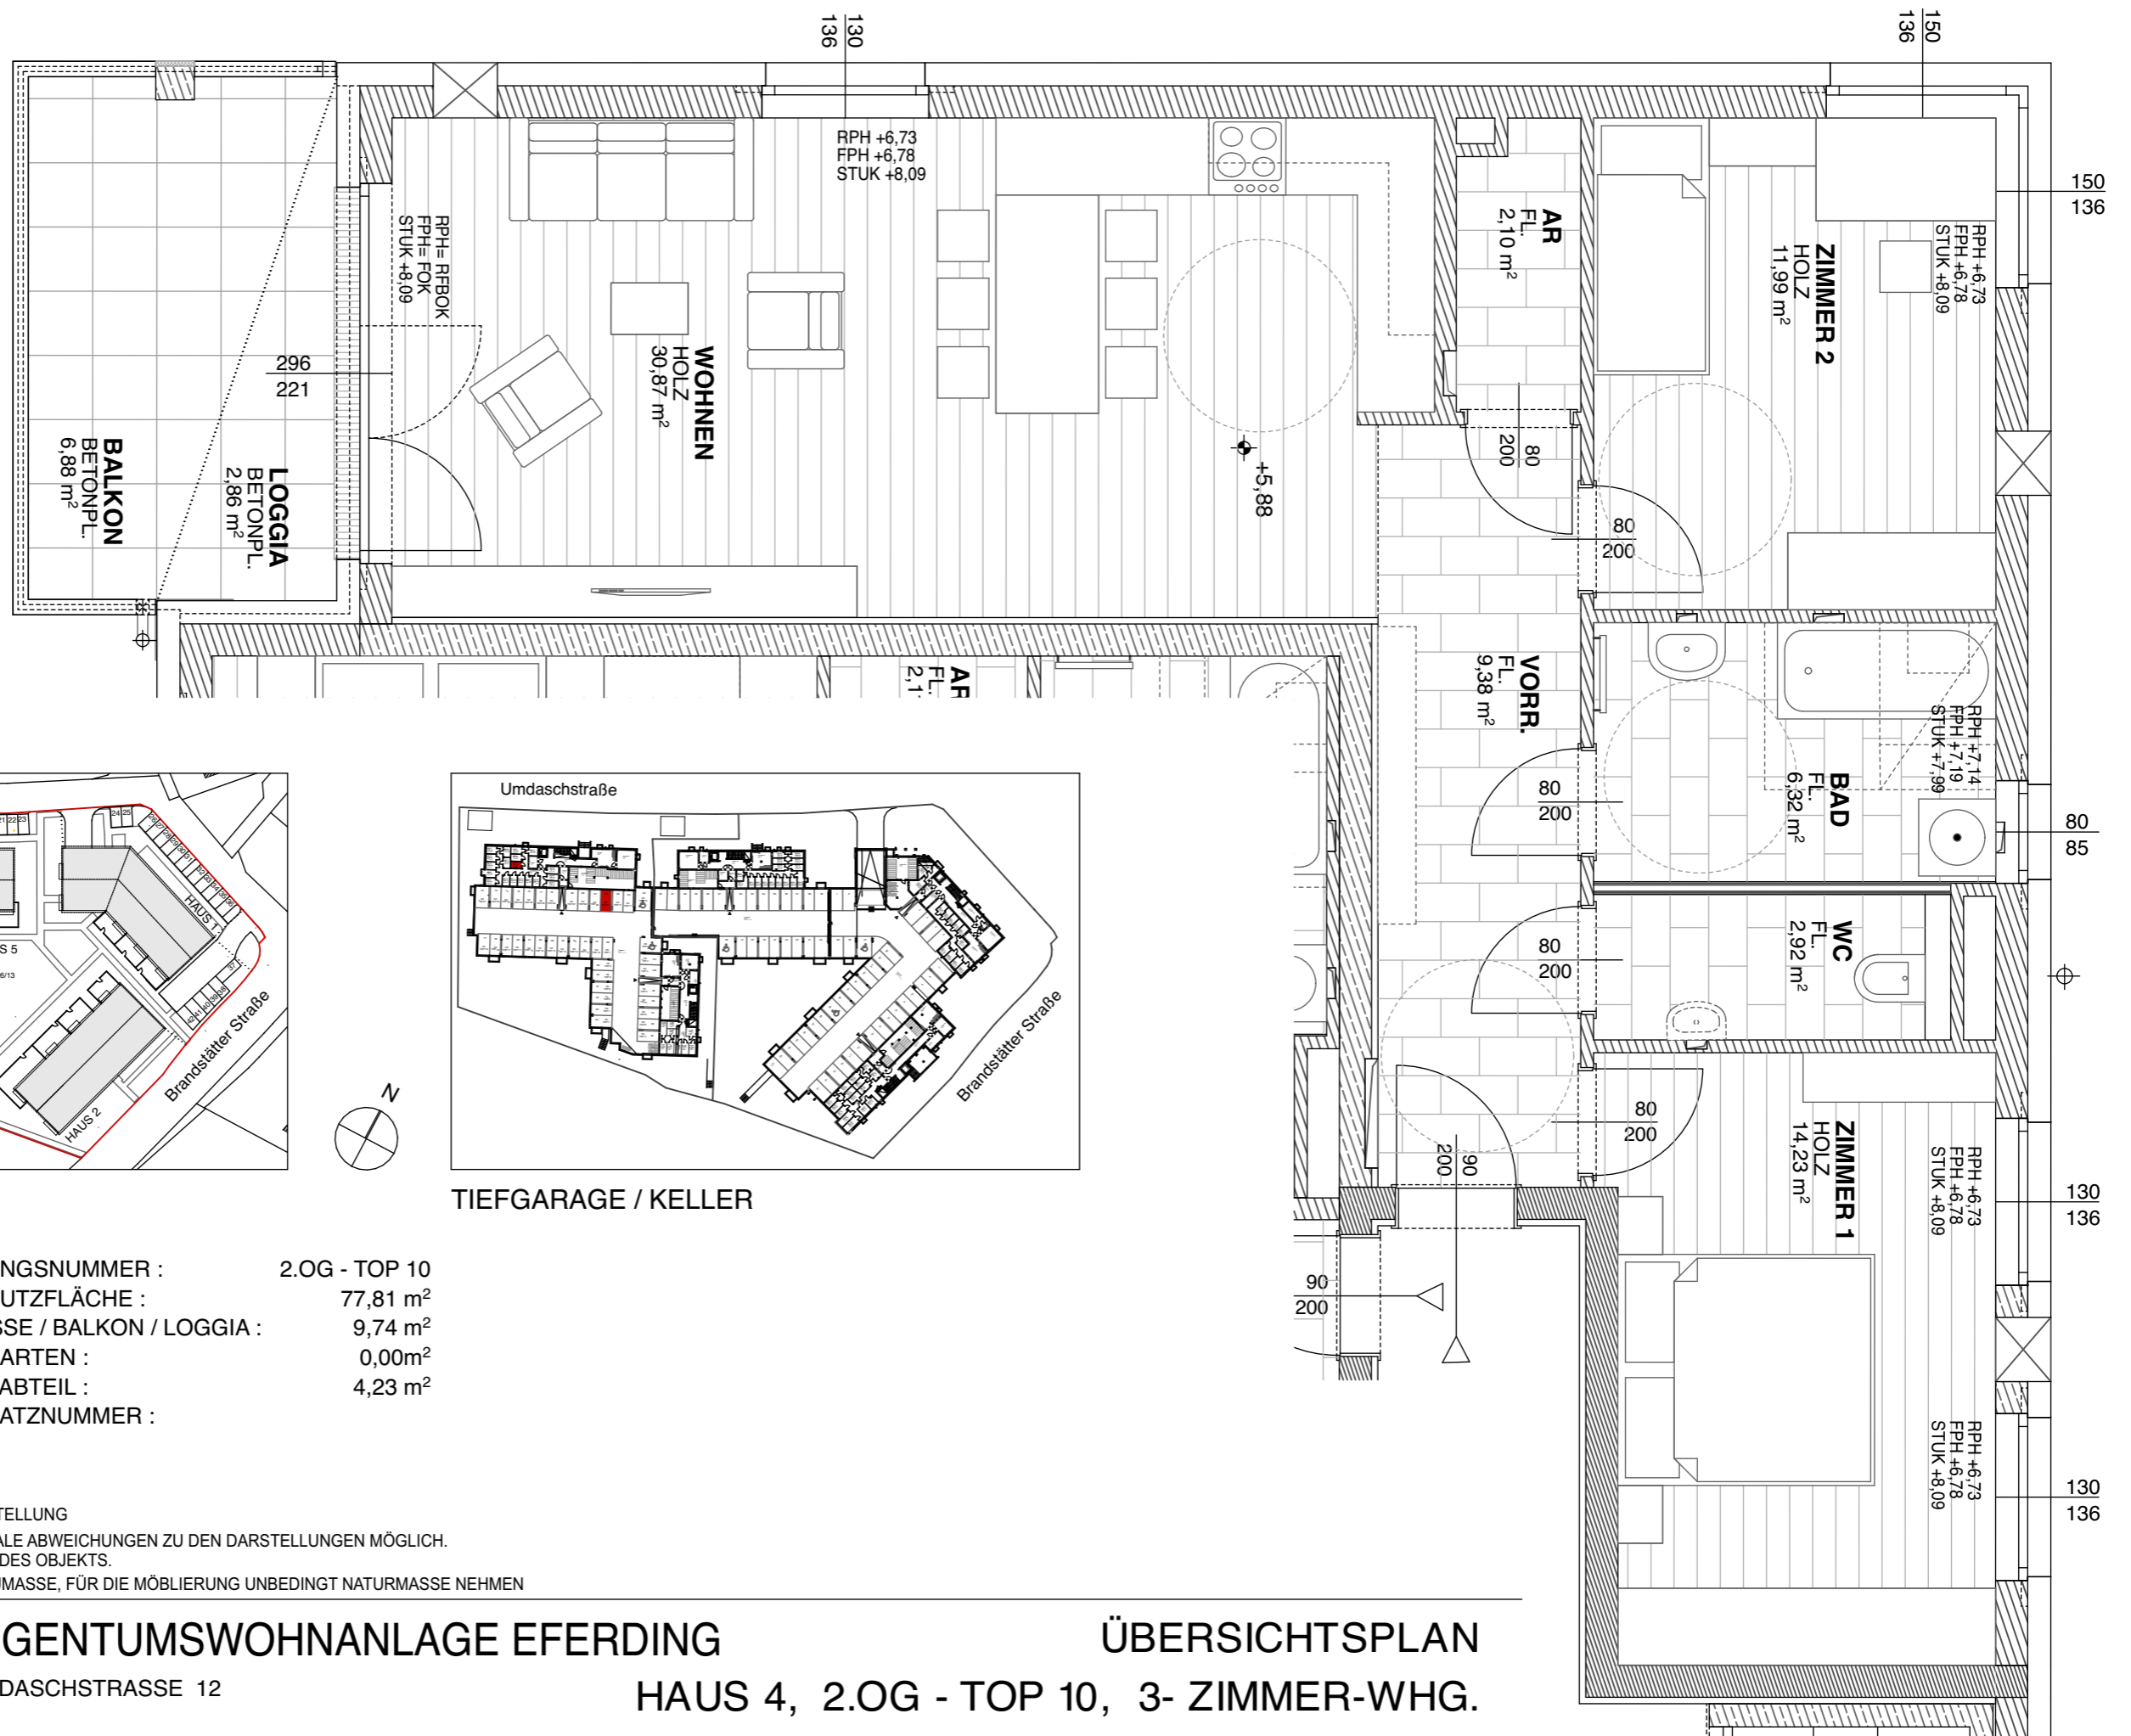 130
136
150
136
RPH +6,73
FPH +6,78
STUK +8,09
RPH= RFBOK
FPH= FOK
STUK +8,09
296
221
BALKON
BETONPL.
6,88 m²
LOGGIA
BETONPL.
2,86 m²
WOHNEN
HOLZ
30,87 m²
+5,88
AR
FL.
2,10 m²
80
200
ZIMMER 2
HOLZ
11,99 m²
RPH +6,73
FPH +6,78
STUK +8,09
150
136
80
200
VORR.
FL.
9,38 m²
AR
FL.
BAD
FL.
6,32 m²
RPH +7,14
FPH +7,19
STUK +7,99
80
85
80
200
WC
FL.
2,92 m²
80
200
80
200
ZIMMER 1
HOLZ
14,23 m²
RPH +6,73
FPH +6,78
STUK +8,09
130
136
RPH +6,73
FPH +6,78
STUK +8,09
130
136
90
200
90
200
HAUS 1
HAUS 2
S 5
Brandstätter Straße
N
Umdaschstraße
Brandstätter Straße
TIEFGARAGE / KELLER
NGSNUMMER : 2.OG - TOP 10
UTZFLÄCHE : 77,81 m²
SSE / BALKON / LOGGIA : 9,74 m²
ARTEN : 0,00m²
ABTEIL : 4,23 m²
ATZNUMMER :
TELLUNG
ALE ABWEICHUNGEN ZU DEN DARSTELLUNGEN MÖGLICH.
DES OBJEKTS.
UMASSE, FÜR DIE MÖBLIERUNG UNBEDINGT NATURMASSE NEHMEN
GENTUMSWOHNANLAGE EFERDING
DASCHSTRASSE 12
ÜBERSICHTSPLAN
HAUS 4, 2.OG - TOP 10, 3- ZIMMER-WHG.